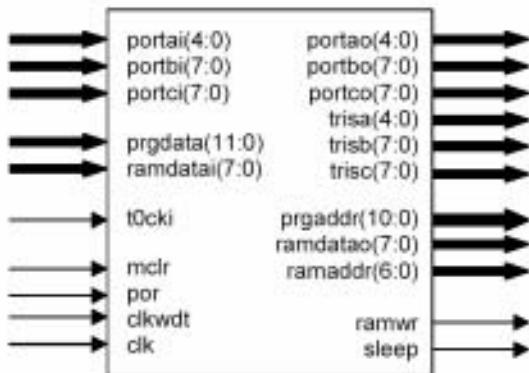 portai(4:0)
portbi(7:0)
portci(7:0)
prgdata(11:0)
ramdatai(7:0)
t0cki
mclr
por
clkwdt
clk
portao(4:0)
portbo(7:0)
portco(7:0)
trisa(4:0)
trisb(7:0)
trisc(7:0)
prgaddr(10:0)
ramdatao(7:0)
ramaddr(6:0)
ramwr
sleep